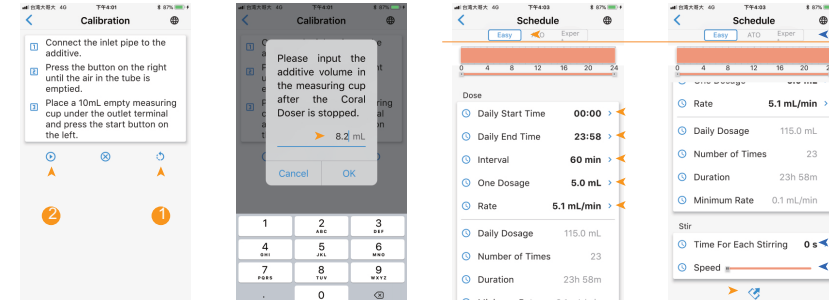 台灣大哥大 4G 下午4:01 87%
Calibration
1 Connect the inlet pipe to the
additive.
2 Press the button on the right
until the air in the tube is
emptied.
3 Place a 10mL empty measuring
cup under the outlet terminal
and press the start button on
the left.
2 1
台灣大哥大 4G 下午4:01 87%
Calibration
Please input the
additive volume in
the measuring cup
after the Coral
Doser is stopped.
8.2 mL
Cancel OK
1 2 ABC 3 DEF
4 GHI 5 JKL 6 MNO
7 PQRS 8 TUV 9 WXYZ
. 0
台灣大哥大 4G 下午4:03 87%
Schedule
Easy Exper
0 4 8 12 16 20 24
Dose
Daily Start Time 00:00
Daily End Time 23:58
Interval 60 min
One Dosage 5.0 mL
Rate 5.1 mL/min
Daily Dosage 115.0 mL
Number of Times 23
Duration 23h 58m
台灣大哥大 4G 下午4:03 87%
Schedule
Easy ATO Exper
0 4 8 12 16 20
One Dosage
Rate 5.1 mL/min
Daily Dosage 115.0 mL
Number of Times 23
Duration 23h 58m
Minimum Rate 0.1 mL/min
Stir
Time For Each Stirring 0 s
Speed